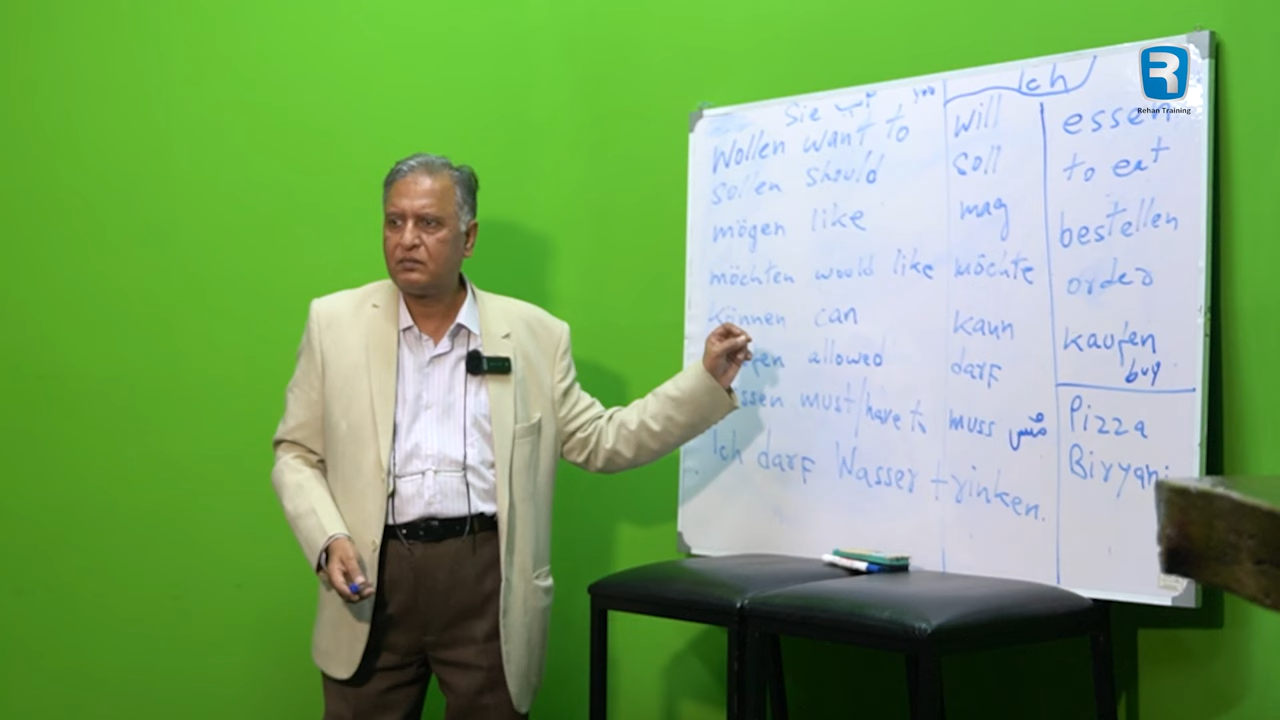 Rehan Training
Sie آپ you
Ich
Wollen want to
will
sollen should
soll
mögen like
mag
möchten would like
möchte
können can
kann
allowed
darf
must/have to
muss مُس
Ich darf Wasser trinken.
essen
to eat
bestellen
order
kaufen
buy
Pizza
Biryani